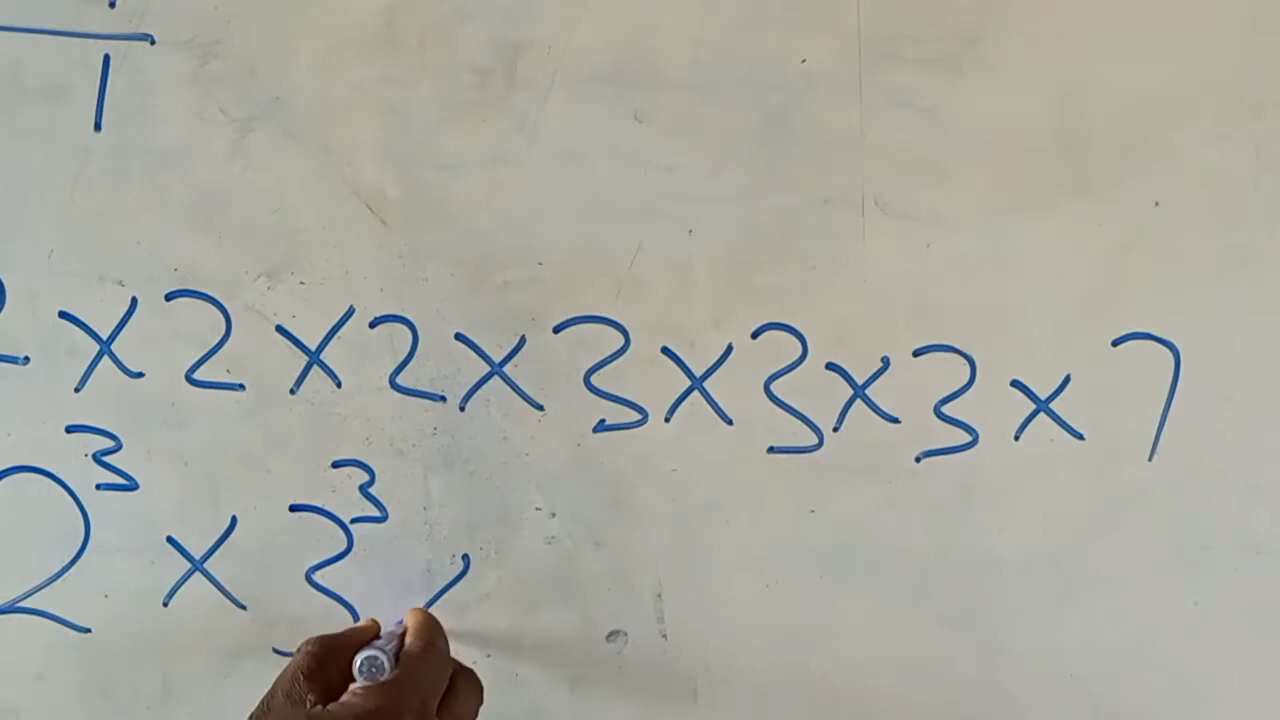 1
2 × 2 × 2 × 3 × 3 × 3 × 7
2³ × 3³